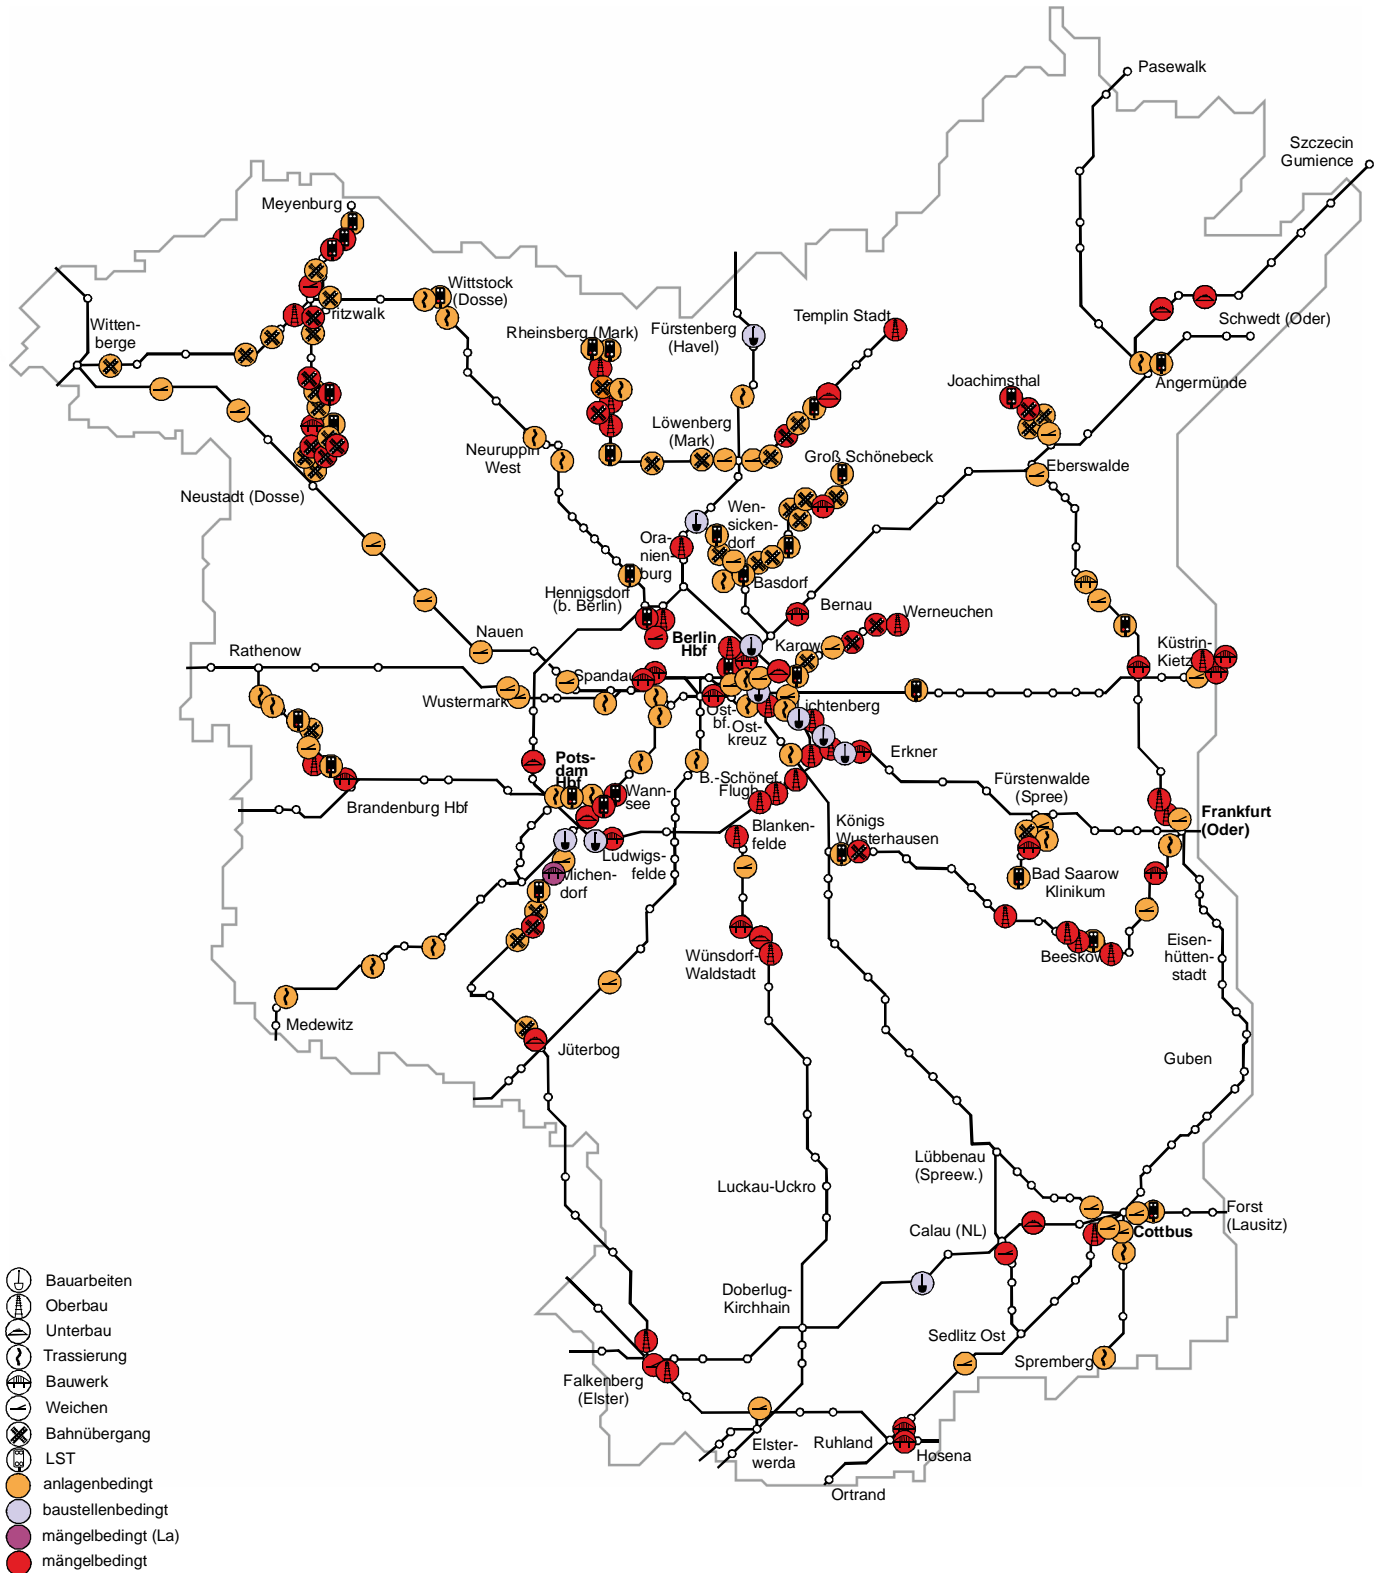 Pasewalk
Szczecin
Gumience
Meyenburg
Wittstock
(Dosse)
Pritzwalk
Witten-
berge
Rheinsberg (Mark)
Fürstenberg
(Havel)
Templin Stadt
Schwedt (Oder)
Angermünde
Joachimsthal
Löwenberg
(Mark)
Neuruppin
West
Groß Schönebeck
Eberswalde
Neustadt (Dosse)
Wen-
sicken-
dorf
Ora-
nien-
burg
Basdorf
Hennigsdorf
(b. Berlin)
Bernau
Werneuchen
Nauen
Berlin
Hbf
Karow
Küstrin-
Kietz
Rathenow
Spandau
Wustermark
Ost-
bf.
Ost-
kreuz
Lichtenberg
Erkner
Pots-
dam
Hbf
Wann-
see
B.-Schönef.
Flugh.
Fürstenwalde
(Spree)
Brandenburg Hbf
Frankfurt
(Oder)
Blanken-
felde
Königs
Wusterhausen
Ludwigs-
felde
Michen-
dorf
Bad Saarow
Klinikum
Wünsdorf-
Waldstadt
Beeskow
Eisen-
hütten-
stadt
Medewitz
Jüterbog
Guben
Lübbenau
(Spreew.)
Luckau-Uckro
Forst
(Lausitz)
Calau (NL)
Cottbus
Doberlug-
Kirchhain
Sedlitz Ost
Spremberg
Falkenberg
(Elster)
Elster-
werda
Ruhland
Hosena
Ortrand
Bauarbeiten
Oberbau
Unterbau
Trassierung
Bauwerk
Weichen
Bahnübergang
LST
anlagenbedingt
baustellenbedingt
mängelbedingt (La)
mängelbedingt